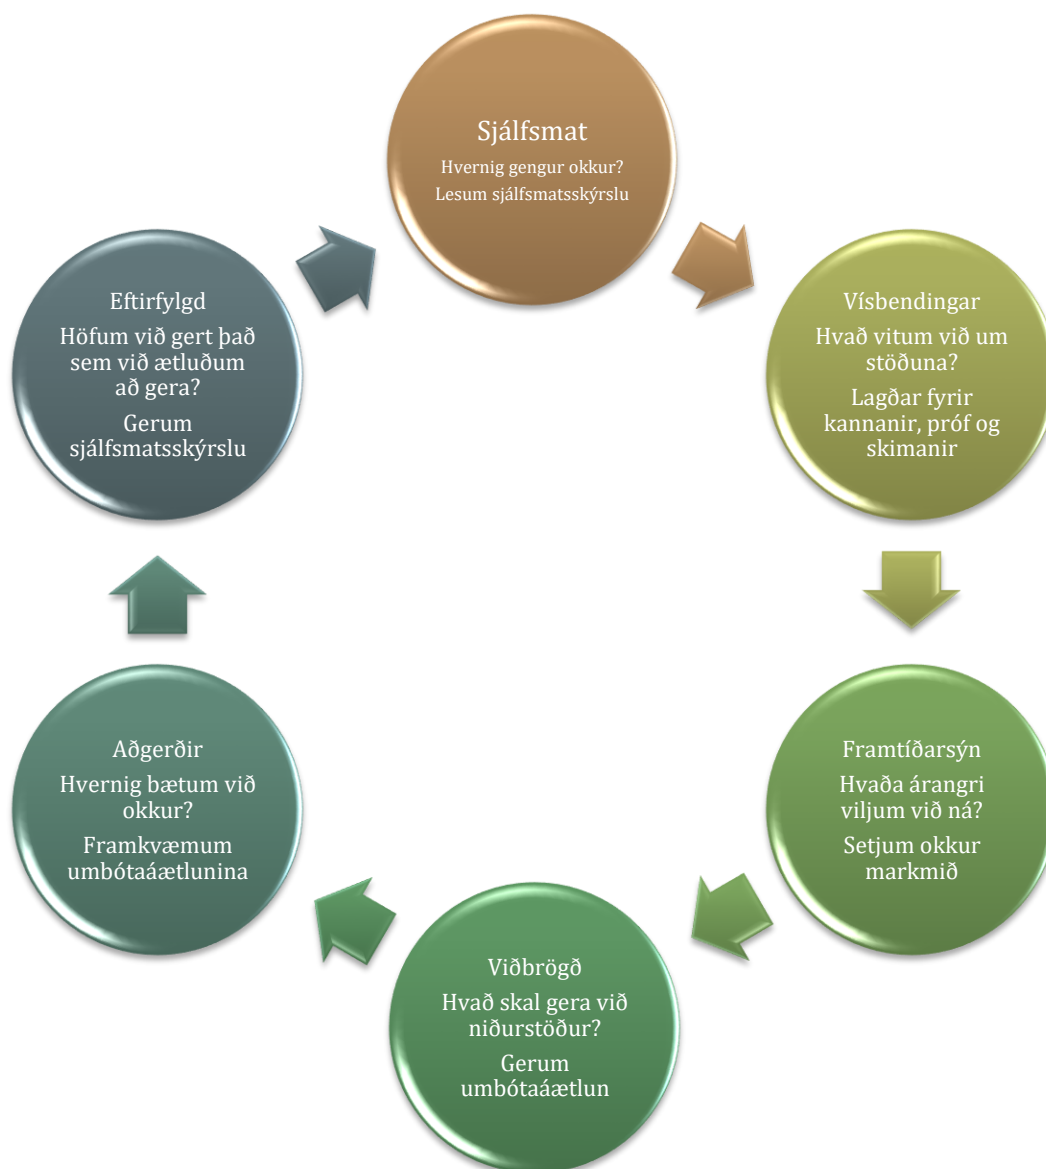 Sjálfsmat
Hvernig gengur okkur?
Lesum sjálfsmatsskýrslu
Vísbendingar
Hvað vitum við um
stöðuna?
Lagðar fyrir
kannanir, próf og
skimanir
Framtíðarsýn
Hvaða árangri
viljum við ná?
Setjum okkur
markmið
Viðbrögð
Hvað skal gera við
niðurstöður?
Gerum
umbótaáætlun
Aðgerðir
Hvernig bætum við
okkur?
Framkvæmum
umbótaáætlunina
Eftirfylgd
Höfum við gert það
sem við ætluðum
að gera?
Gerum
sjálfsmatsskýrslu